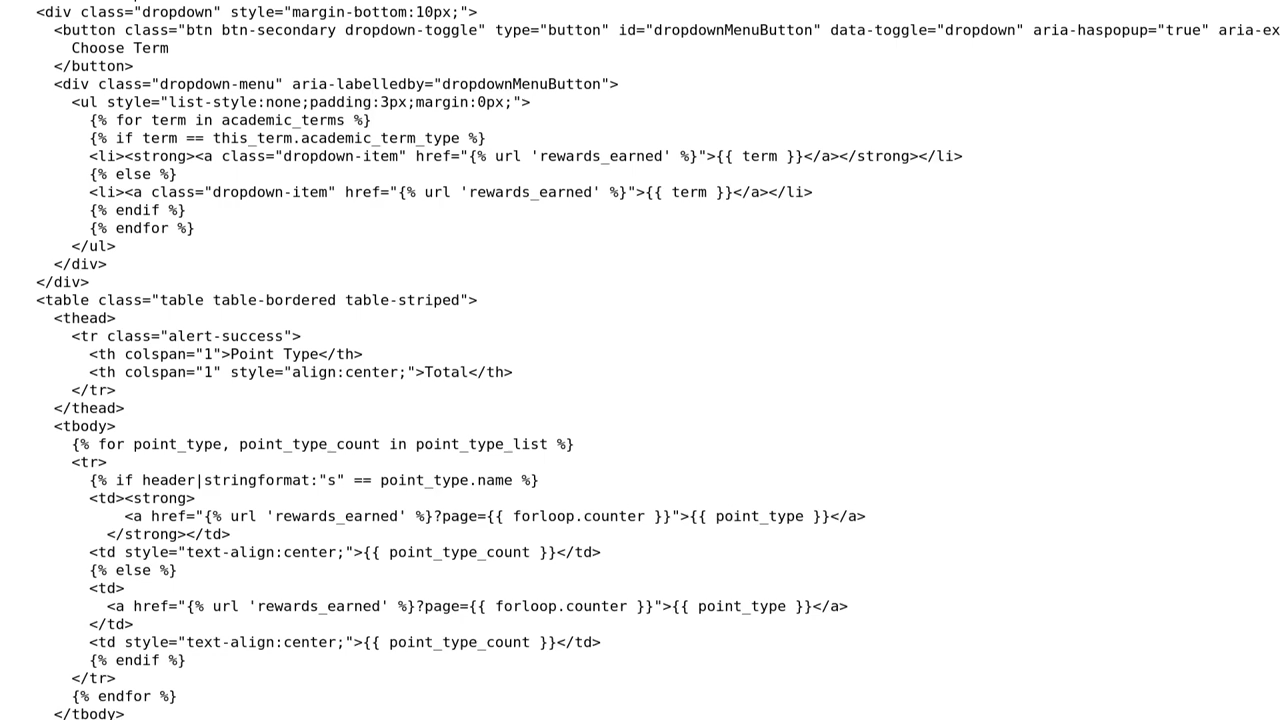 <div class="dropdown" style="margin-bottom:10px;">
<button class="btn btn-secondary dropdown-toggle" type="button" id="dropdownMenuButton" data-toggle="dropdown" aria-haspopup="true" aria-ex
Choose Term
</button>
<div class="dropdown-menu" aria-labelledby="dropdownMenuButton">
<ul style="list-style:none;padding:3px;margin:0px;">
{% for term in academic_terms %}
{% if term == this_term.academic_term_type %}
<li><strong><a class="dropdown-item" href="{% url 'rewards_earned' %}">{{ term }}</a></strong></li>
{% else %}
<li><a class="dropdown-item" href="{% url 'rewards_earned' %}">{{ term }}</a></li>
{% endif %}
{% endfor %}
</ul>
</div>
</div>
<table class="table table-bordered table-striped">
<thead>
<tr class="alert-success">
<th colspan="1">Point Type</th>
<th colspan="1" style="align:center;">Total</th>
</tr>
</thead>
<tbody>
{% for point_type, point_type_count in point_type_list %}
<tr>
{% if header|stringformat:"s" == point_type.name %}
<td><strong>
<a href="{% url 'rewards_earned' %}?page={{ forloop.counter }}">{{ point_type }}</a>
</strong></td>
<td style="text-align:center;">{{ point_type_count }}</td>
{% else %}
<td>
<a href="{% url 'rewards_earned' %}?page={{ forloop.counter }}">{{ point_type }}</a>
</td>
<td style="text-align:center;">{{ point_type_count }}</td>
{% endif %}
</tr>
{% endfor %}
</tbody>